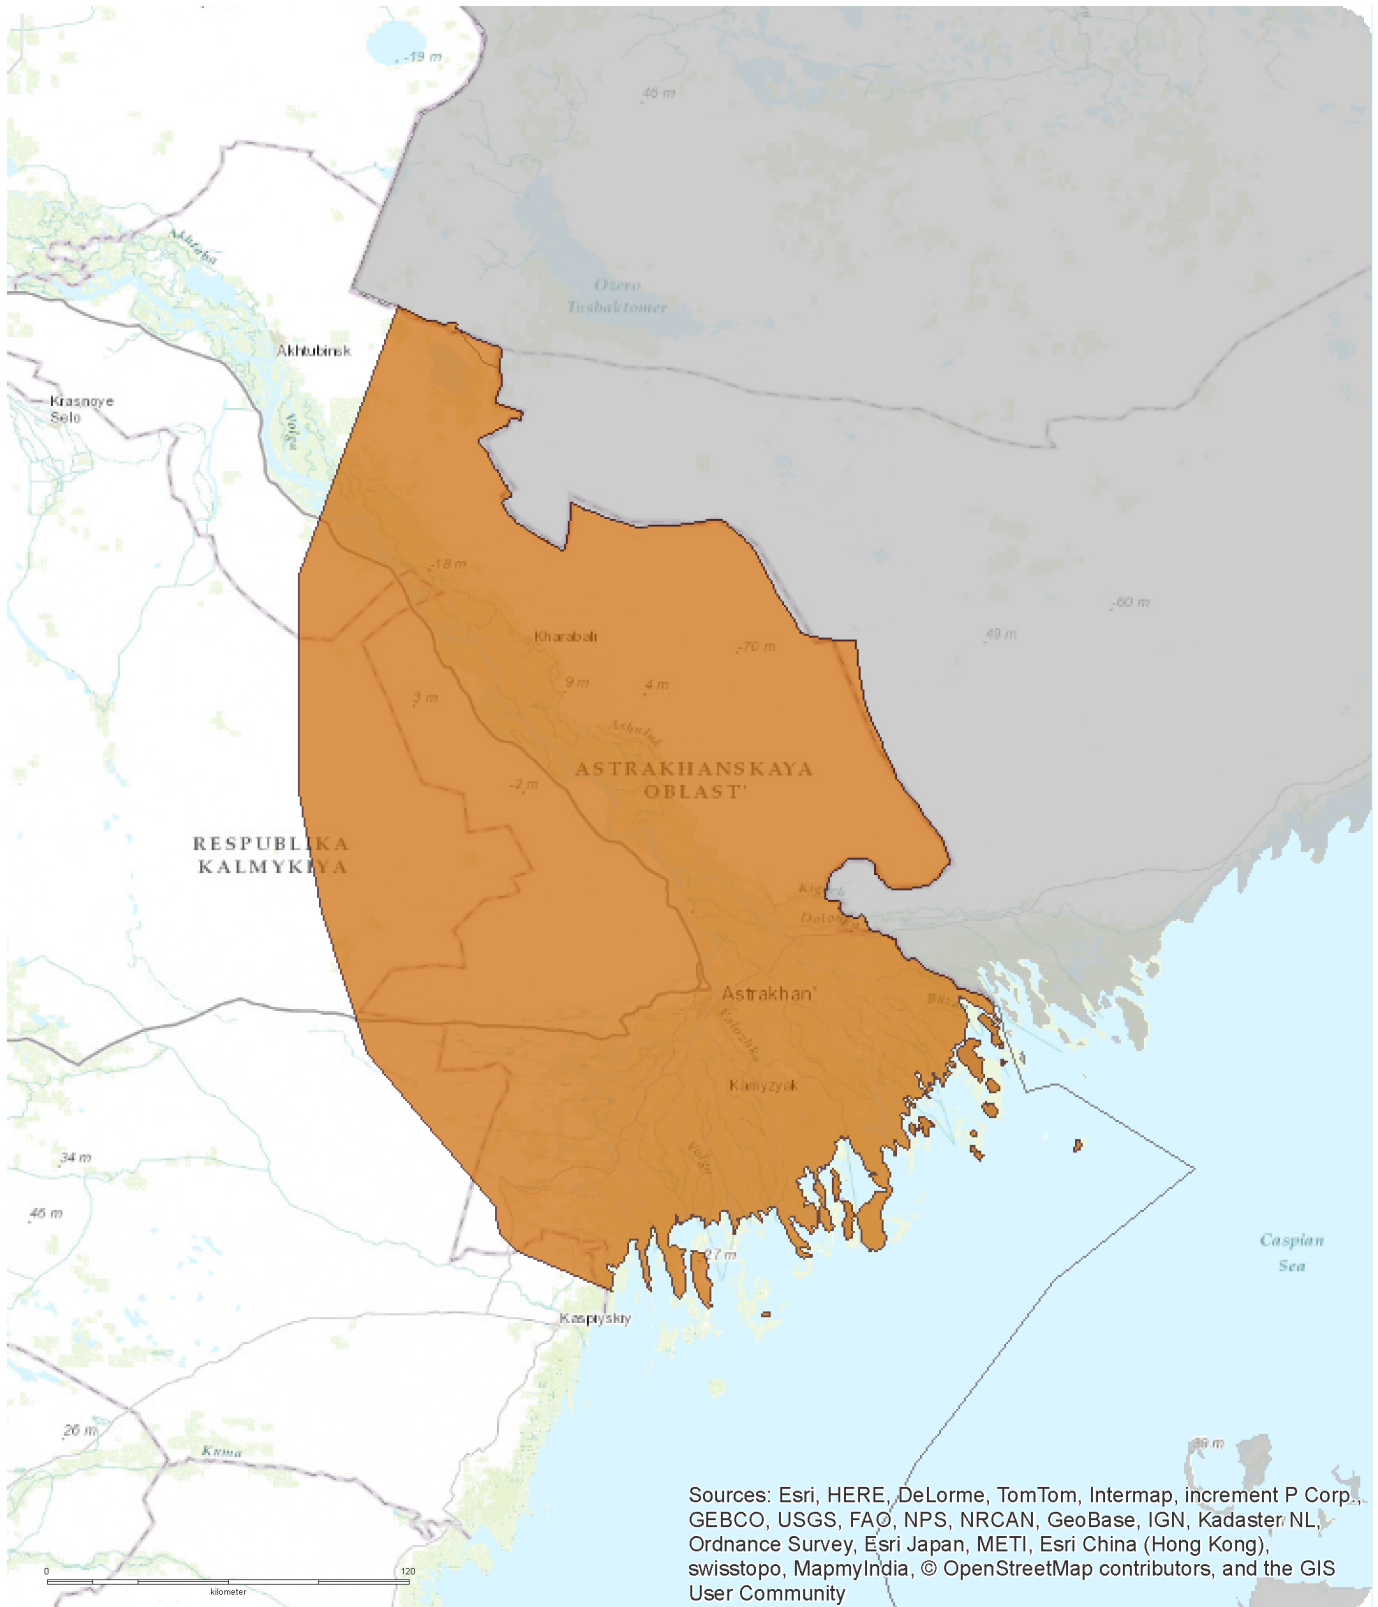 -19 m
46 m
Akhtuba
Ozero
Tusbaktomer
Akhtubinsk
Krasnoye
Selo
Volga
-18 m
-60 m
49 m
Kharabali
-70 m
9 m
4 m
3 m
Ashuluk
ASTRAKHANSKAYA
OBLAST'
-2 m
RESPUBLIKA
KALMYKIYA
Kigach
Astrakhan'
Kamyzyak
Volga
34 m
46 m
27 m
Caspian
Sea
Kaspiyskiy
26 m
Kuma
Sources: Esri, HERE, DeLorme, TomTom, Intermap, increment P Corp.,
GEBCO, USGS, FAO, NPS, NRCAN, GeoBase, IGN, Kadaster NL,
Ordnance Survey, Esri Japan, METI, Esri China (Hong Kong),
swisstopo, MapmyIndia, © OpenStreetMap contributors, and the GIS
User Community
0 120
kilometer